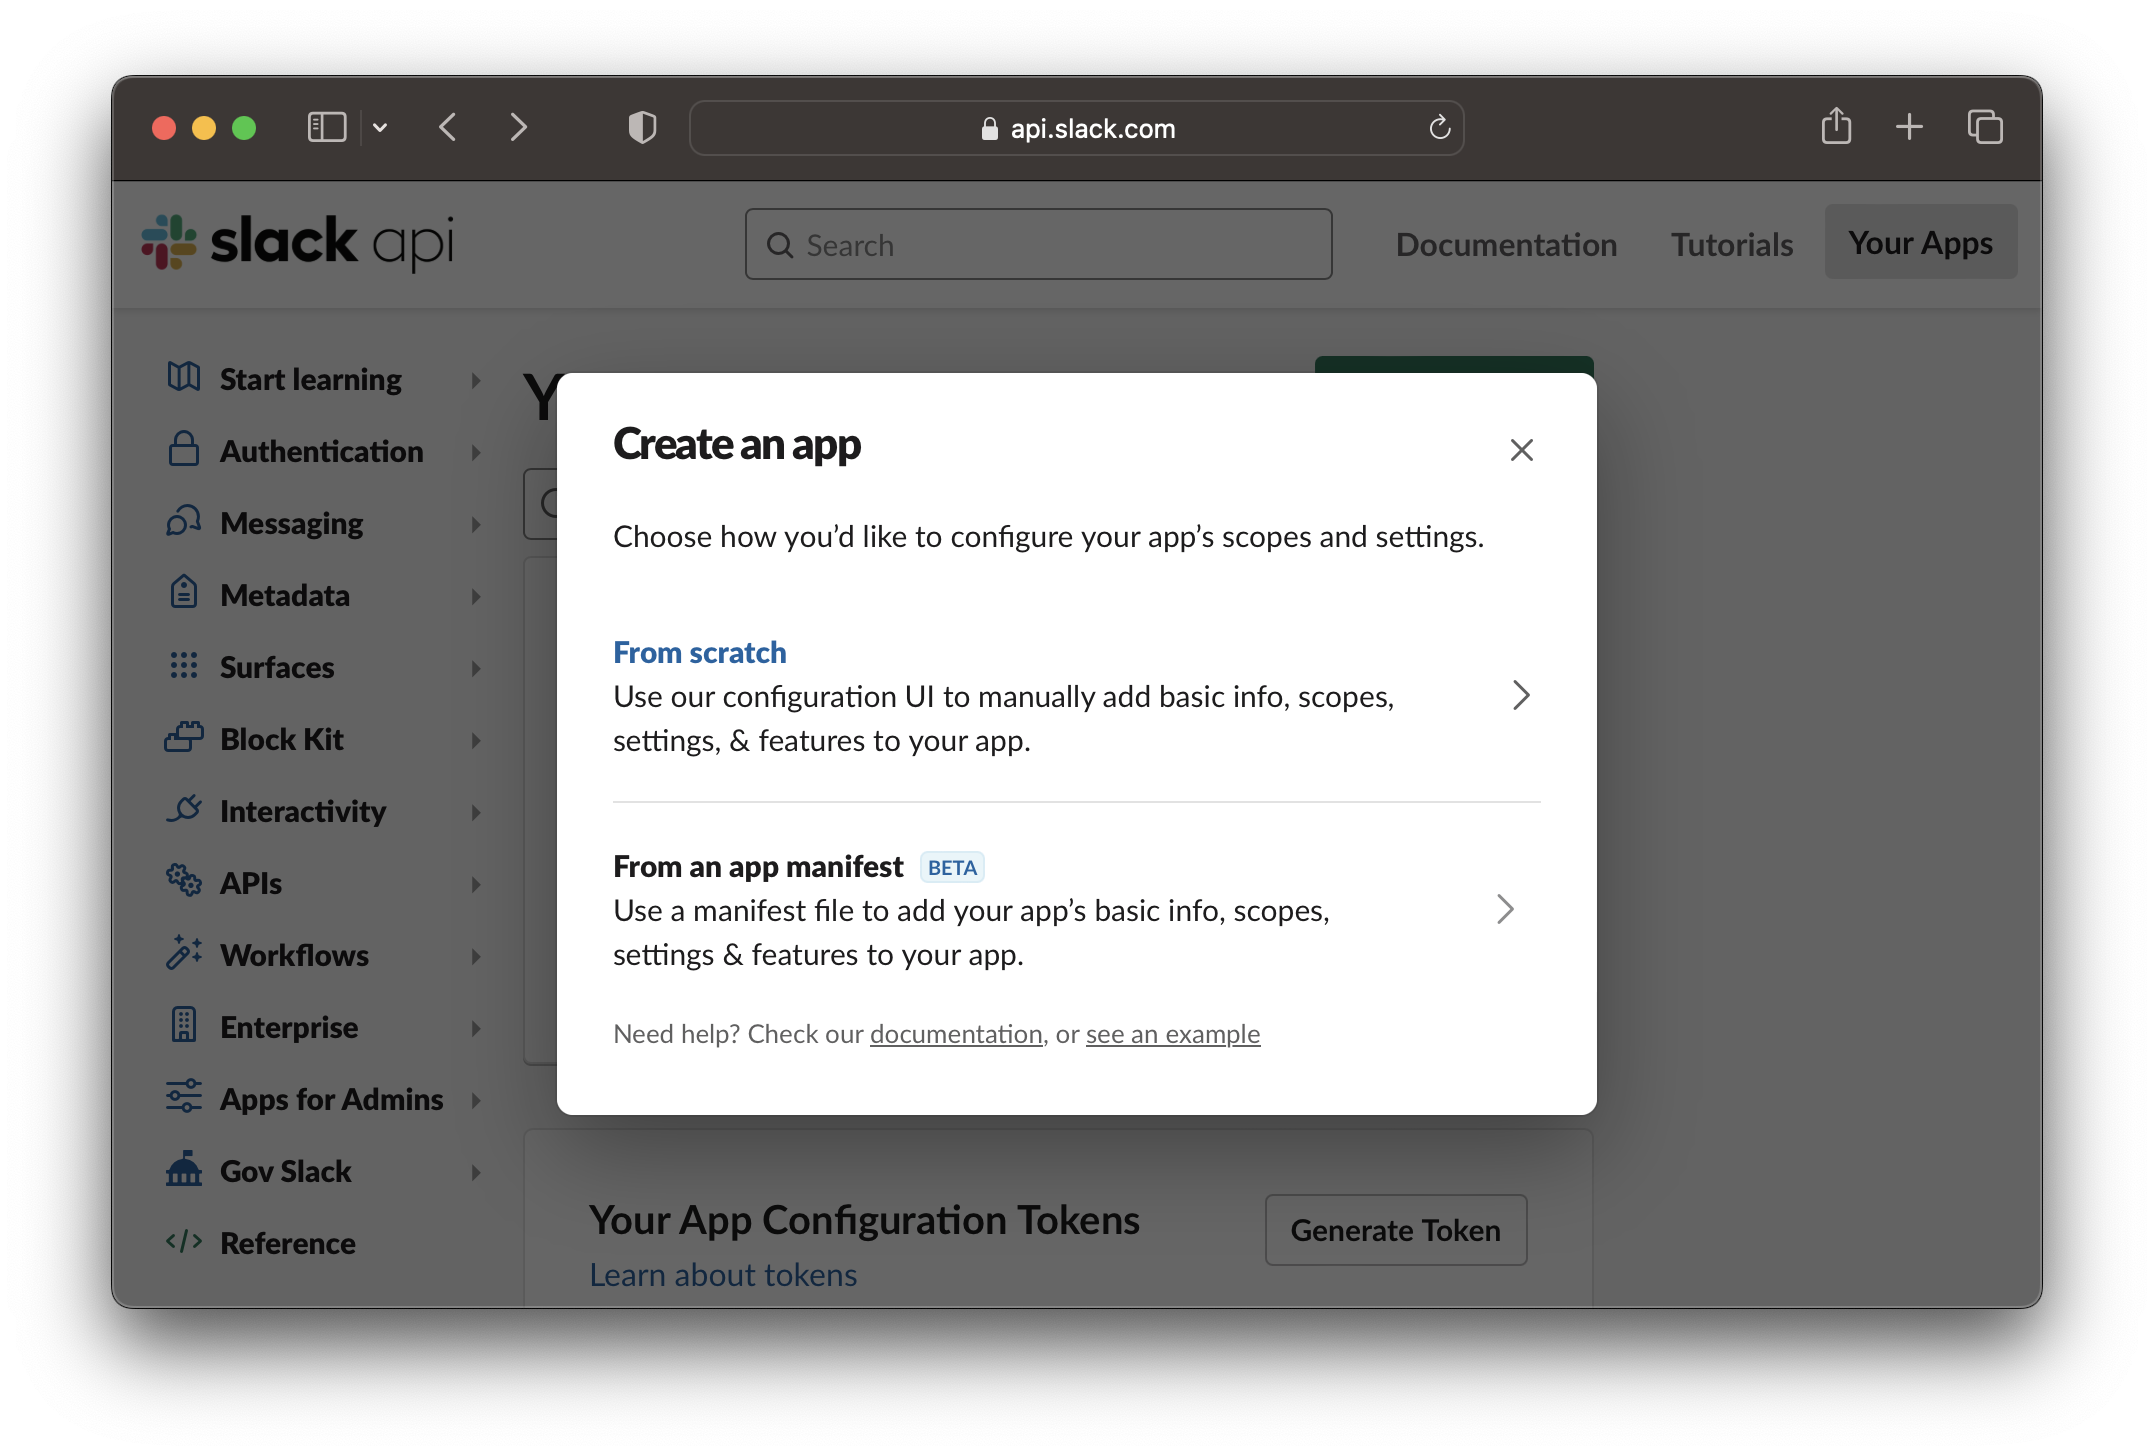 api.slack.com
slack api
Search
Documentation
Tutorials
Your Apps
Start learning
Authentication
Messaging
Metadata
Surfaces
Block Kit
Interactivity
APIs
Workflows
Enterprise
Apps for Admins
Gov Slack
Reference
Create an app
Choose how you’d like to configure your app’s scopes and settings.
From scratch
Use our configuration UI to manually add basic info, scopes,
settings, & features to your app.
From an app manifest BETA
Use a manifest file to add your app’s basic info, scopes,
settings & features to your app.
Need help? Check our documentation, or see an example
Your App Configuration Tokens
Learn about tokens
Generate Token